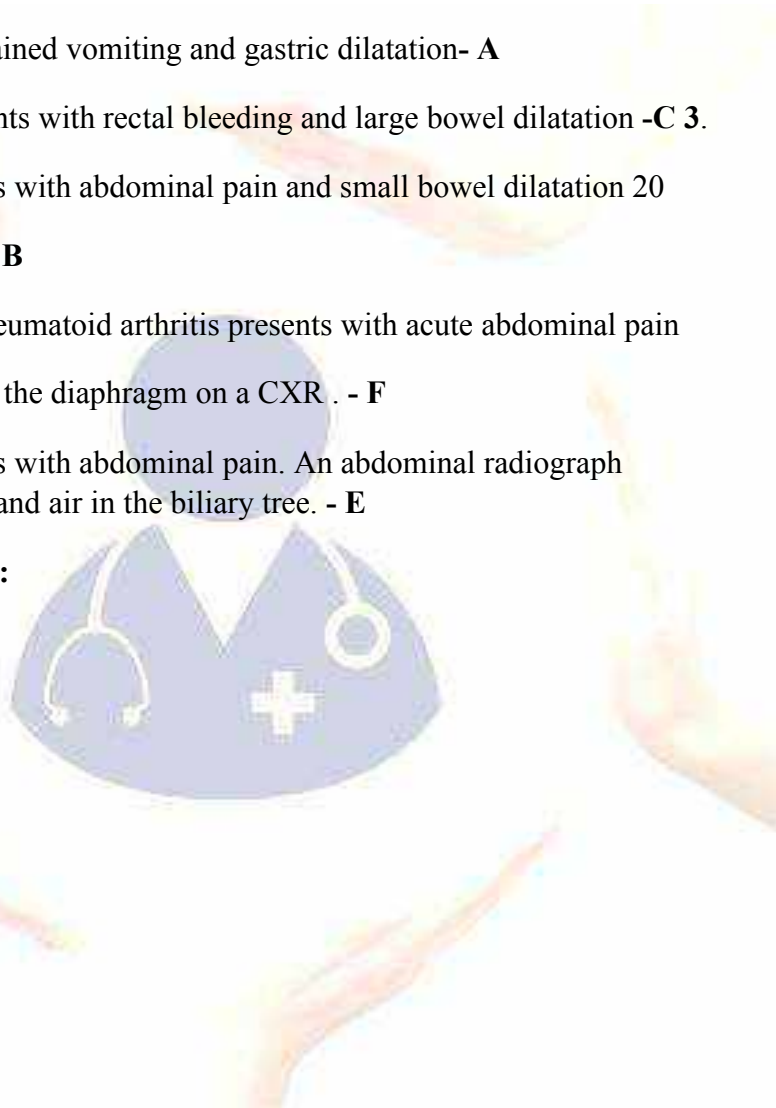 ained vomiting and gastric dilatation- A
nts with rectal bleeding and large bowel dilatation -C 3.
s with abdominal pain and small bowel dilatation 20
B
eumatoid arthritis presents with acute abdominal pain
the diaphragm on a CXR . - F
s with abdominal pain. An abdominal radiograph
and air in the biliary tree. - E
: